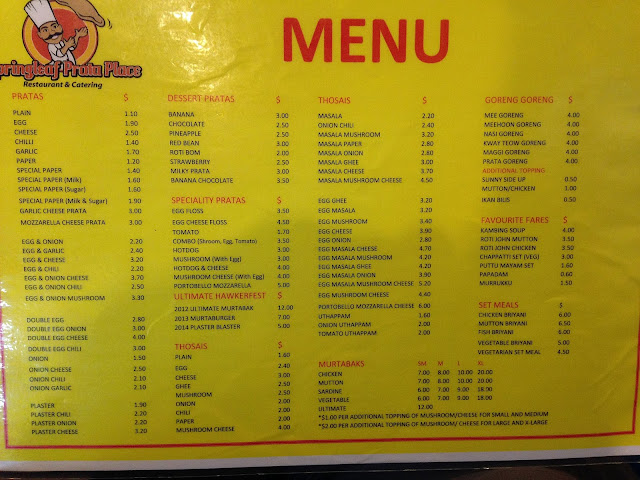 Springleaf Prata Place
Restaurant & Catering
MENU
PRATAS $
PLAIN 1.10
EGG 1.90
CHEESE 2.50
CHILLI 1.40
GARLIC 1.70
PAPER 1.20
SPECIAL PAPER 1.40
SPECIAL PAPER (Milk) 1.60
SPECIAL PAPER (Sugar) 1.60
SPECIAL PAPER (Milk & Sugar) 1.90
GARLIC CHEESE PRATA 3.00
MOZZARELLA CHEESE PRATA 3.00
EGG & ONION 2.20
EGG & GARLIC 2.40
EGG & CHEESE 3.20
EGG & CHILI 2.20
EGG & ONION CHEESE 3.70
EGG & ONION CHILI 2.50
EGG & ONION MUSHROOM 3.30
DOUBLE EGG 2.80
DOUBLE EGG ONION 3.00
DOUBLE EGG CHEESE 4.00
DOUBLE EGG CHILI 3.00
ONION 1.50
ONION CHEESE 2.50
ONION CHILI 2.10
ONION GARLIC 2.10
PLASTER 1.90
PLASTER CHILI 2.20
PLASTER ONION 2.20
PLASTER CHEESE 3.20
DESSERT PRATAS $
BANANA 3.00
CHOCOLATE 2.50
PINEAPPLE 2.50
RED BEAN 3.00
ROTI BOM 2.00
STRAWBERRY 2.50
MILKY PRATA 3.00
BANANA CHOCOLATE 3.50
SPECIALITY PRATAS $
EGG FLOSS 3.50
EGG CHEESE FLOSS 4.50
TOMATO 1.70
COMBO (Shroom, Egg, Tomato) 3.50
HOTDOG 3.00
MUSHROOM (With Egg) 3.00
HOTDOG & CHEESE 4.00
MUSHROOM CHEESE (With Egg) 4.00
PORTOBELLO MOZZARELLA 5.00
ULTIMATE HAWKERFEST $
2012 ULTIMATE MURTABAK 12.00
2013 MURTABURGER 7.00
2014 PLASTER BLASTER 5.00
THOSAIS $
PLAIN 1.60
EGG 2.40
CHEESE 3.00
GHEE 2.50
MUSHROOM 2.50
ONION 2.00
CHILI 2.00
PAPER 2.00
MUSHROOM CHEESE 4.00
THOSAIS $
MASALA 2.20
ONION CHILI 2.40
MASALA MUSHROOM 3.20
MASALA PAPER 2.80
MASALA ONION 2.80
MASALA GHEE 3.00
MASALA CHEESE 3.70
MASALA MUSHROOM CHEESE 4.50
EGG GHEE 3.20
EGG MASALA 3.20
EGG MUSHROOM 3.40
EGG CHEESE 3.90
EGG ONION 2.80
EGG MASALA CHEESE 4.70
EGG MASALA MUSHROOM 4.20
EGG MASALA GHEE 4.20
EGG MASALA ONION 3.90
EGG MASALA MUSHROOM CHEESE 5.20
EGG MUSHROOM CHEESE 4.40
PORTOBELLO MOZZARELLA CHEESE 6.00
UTHAPPAM 1.60
ONION UTHAPPAM 2.00
TOMATO UTHAPPAM 2.00
MURTABAKS SM M L XL
CHICKEN 7.00 8.00 10.00 20.00
MUTTON 7.00 8.00 10.00 20.00
SARDINE 6.00 7.00 9.00 18.00
VEGETABLE 6.00 7.00 9.00 18.00
ULTIMATE 12.00
*$1.00 PER ADDITIONAL TOPPING OF MUSHROOM/CHEESE FOR SMALL AND MEDIUM
*$2.00 PER ADDITIONAL TOPPING OF MUSHROOM/ CHEESE FOR LARGE AND X-LARGE
GORENG GORENG $
MEE GORENG 4.00
MEEHOON GORENG 4.00
NASI GORENG 4.00
KWAY TEOW GORENG 4.00
MAGGI GORENG 4.00
PRATA GORENG 4.00
ADDITIONAL TOPPING
SUNNY SIDE UP 0.50
MUTTON/CHICKEN 3.00
IKAN BILIS 0.50
FAVOURITE FARES $
KAMBING SOUP 4.00
ROTI JOHN MUTTON 3.50
ROTI JOHN CHICKEN 3.50
CHAPPATTI SET (VEG) 3.00
PUTTU MAYAM-SET 1.60
PAPADAM 0.60
MURRUKKU 1.50
SET MEALS $
CHICKEN BRIYANI 6.00
MUTTON BRIYANI 6.50
FISH BRIYANI 6.00
VEGETABLE BRIYANI 5.00
VEGETARIAN SET MEAL 4.50